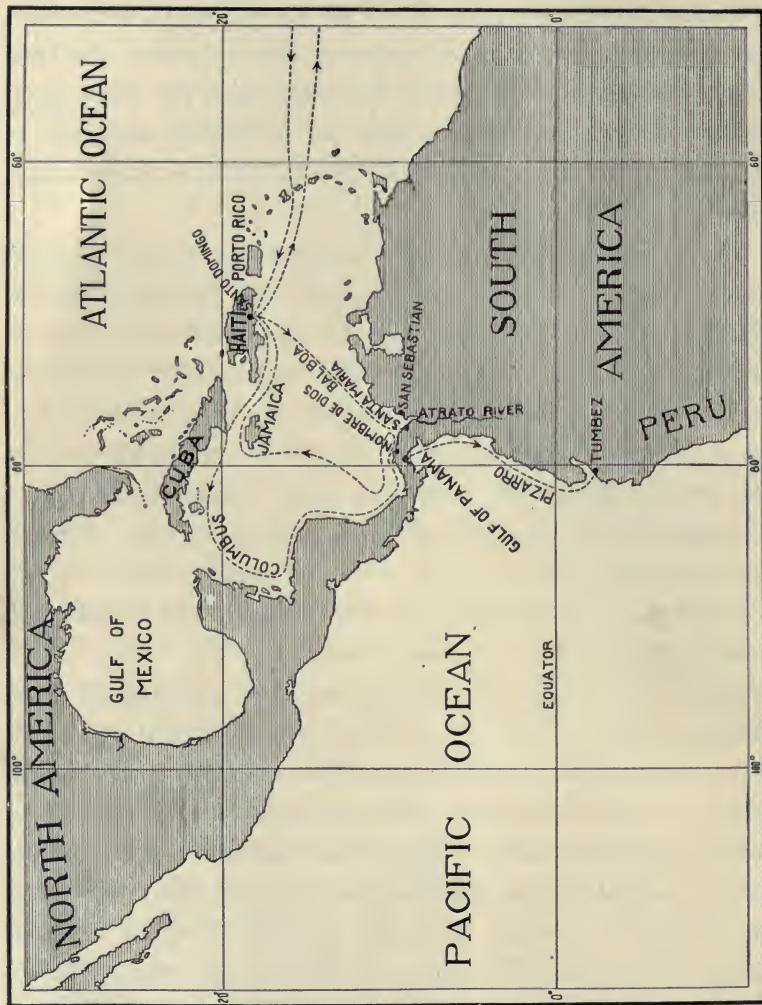 100°
80°
60°
NORTH AMERICA
ATLANTIC OCEAN
GULF OF
MEXICO
CUBA
20°
20°
HAITI
NTO DOMINGO
PORTO RICO
JAMAICA
COLUMBUS
BALBOA
NOMBRE DE DIOS
SANTA MARIA
SAN SEBASTIAN
ATRATO RIVER
GULF OF PANAMA
PACIFIC OCEAN
SOUTH
AMERICA
PIZARRO
EQUATOR
0°
0°
TUMBEZ
PERU
100°
80°
60°